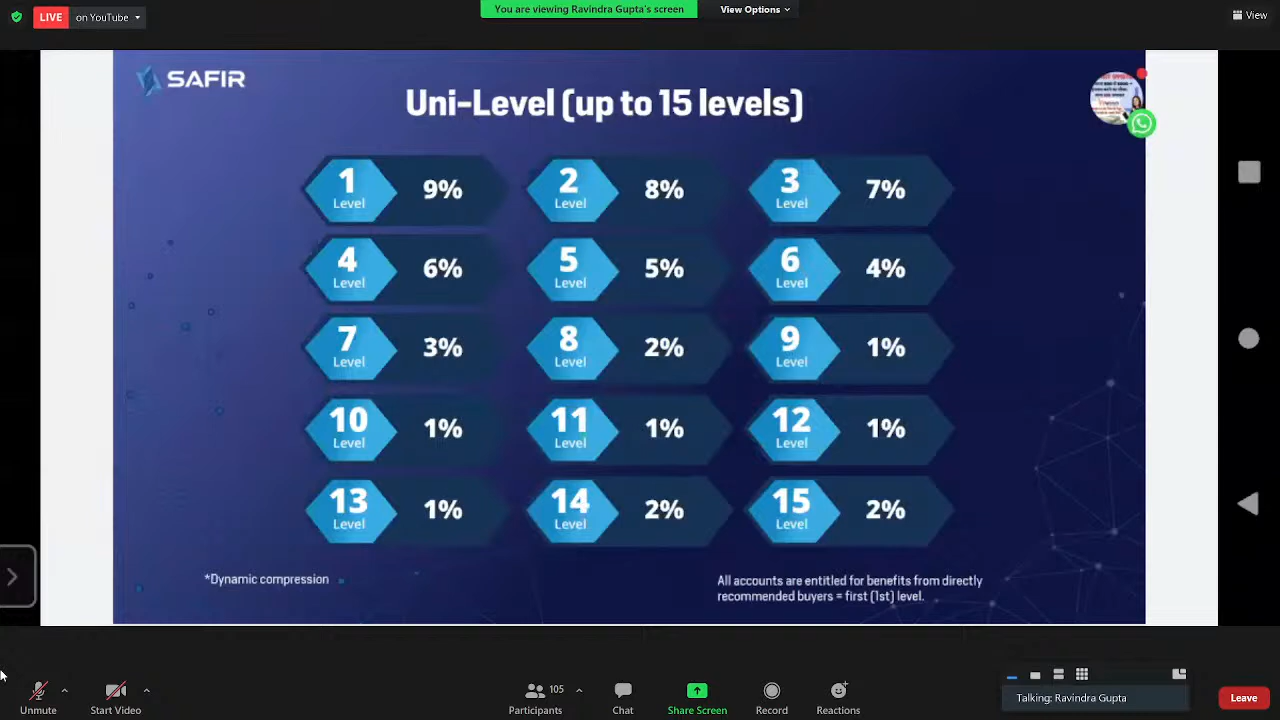 LIVE on YouTube
You are viewing Ravindra Gupta's screen
View Options
View
SAFIR
Uni-Level (up to 15 levels)
1 Level 9%
2 Level 8%
3 Level 7%
4 Level 6%
5 Level 5%
6 Level 4%
7 Level 3%
8 Level 2%
9 Level 1%
10 Level 1%
11 Level 1%
12 Level 1%
13 Level 1%
14 Level 2%
15 Level 2%
*Dynamic compression
All accounts are entitled for benefits from directly
recommended buyers = first (1st) level.
Unmute
Start Video
105
Participants
Chat
Share Screen
Record
Reactions
Talking: Ravindra Gupta
Leave